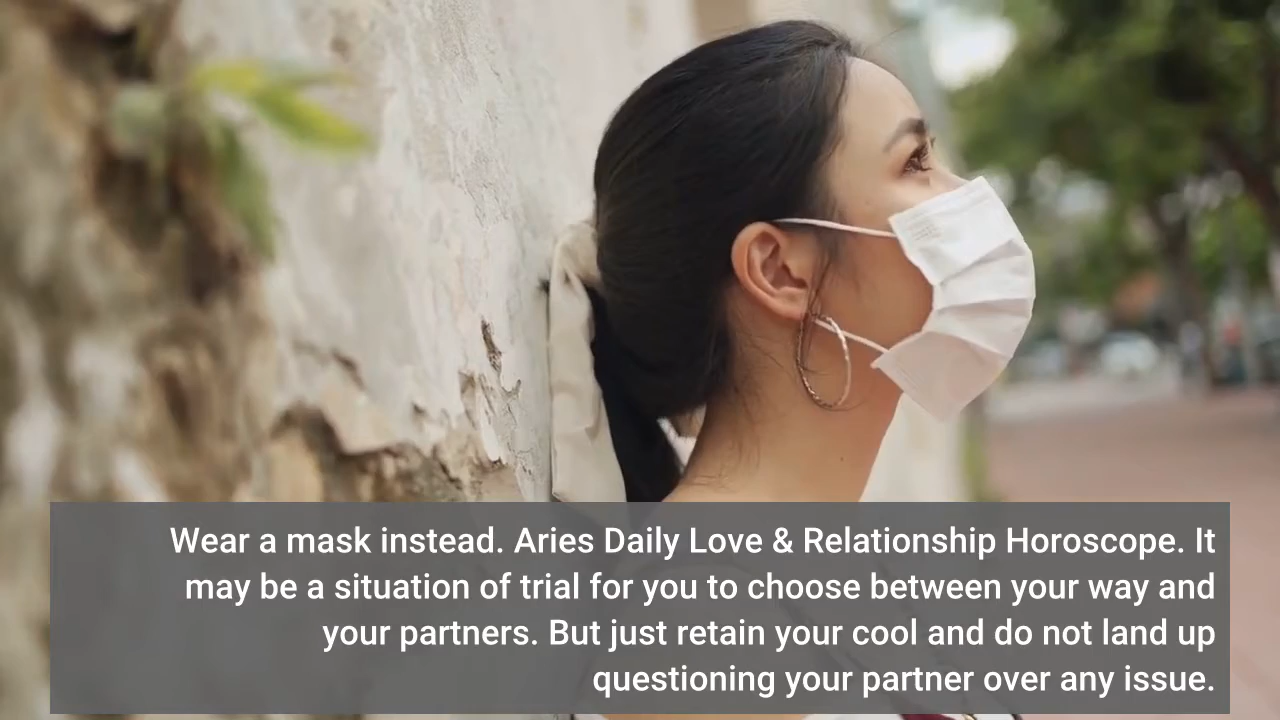 Wear a mask instead. Aries Daily Love & Relationship Horoscope. It
may be a situation of trial for you to choose between your way and
your partners. But just retain your cool and do not land up
questioning your partner over any issue.